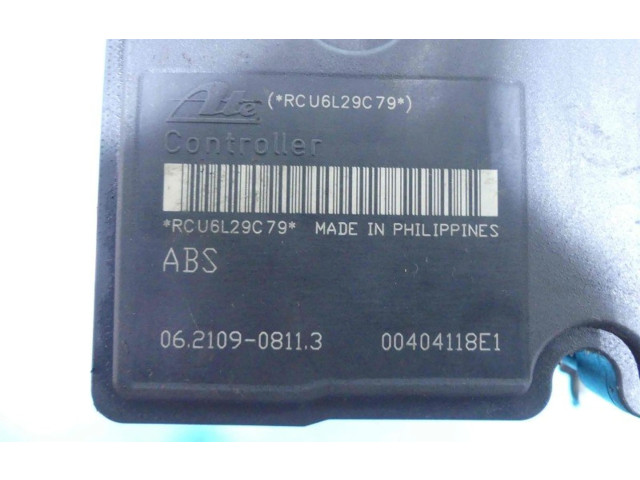 Ate (*RCU6L29C79*)
Controller
*RCU6L29C79* MADE IN PHILIPPINES
ABS
06.2109-0811.3 00404118E1